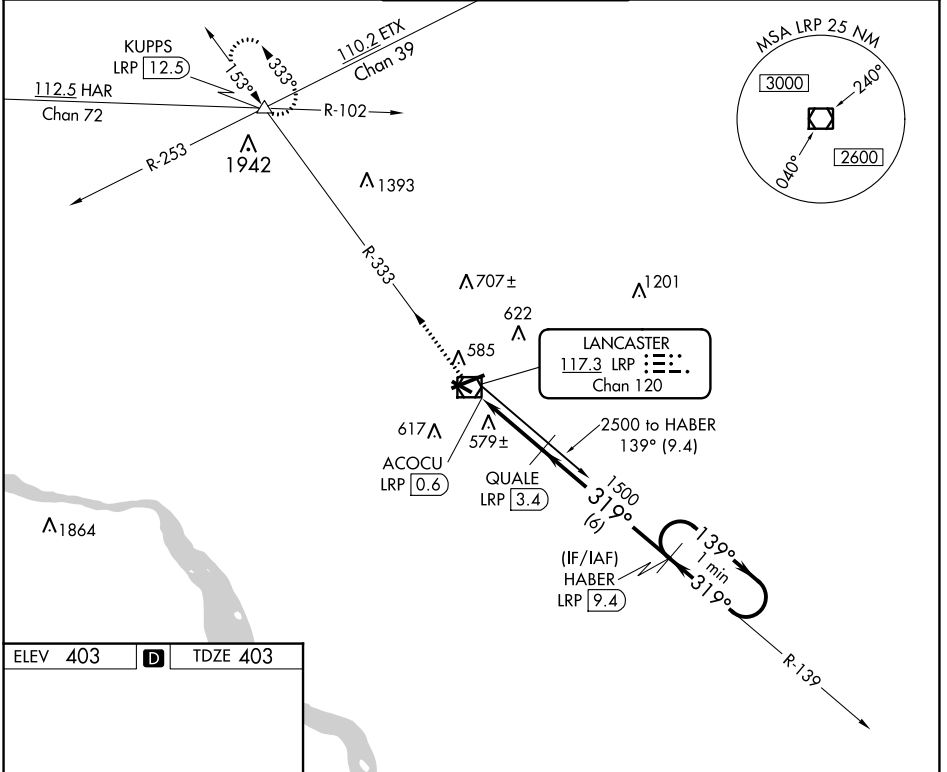 KUPPS
LRP 12.5
153°
333°
110.2 ETX
Chan 39
112.5 HAR
Chan 72
R-102
R-253
1942
1393
MSA LRP 25 NM
3000
240°
040°
2600
R-333
707±
1201
622
585
LANCASTER
117.3 LRP
Chan 120
617
579±
2500 to HABER
139° (9.4)
ACOCU
LRP 0.6
QUALE
LRP 3.4
1500
319°
(6)
1864
(IF/IAF)
HABER
LRP 9.4
139°
1 min
319°
R-139
ELEV 403 D TDZE 403